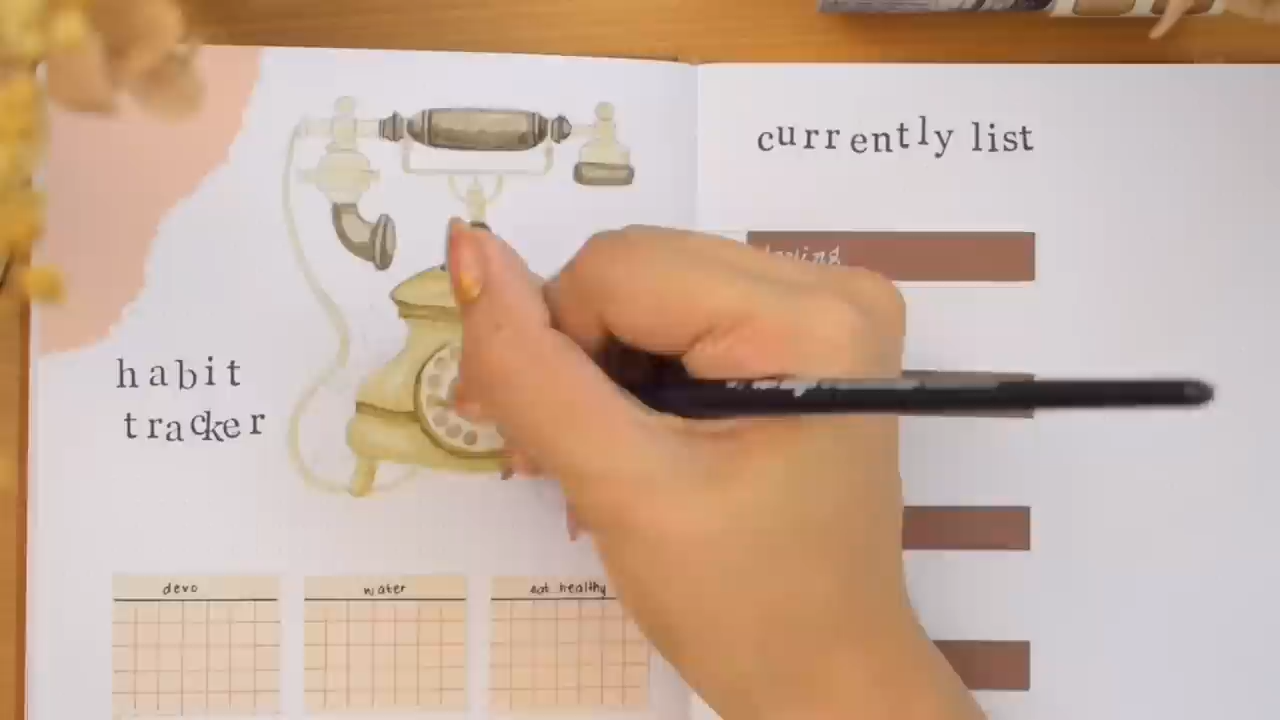 currently list
habit
tracker
devo
water
eat healthy